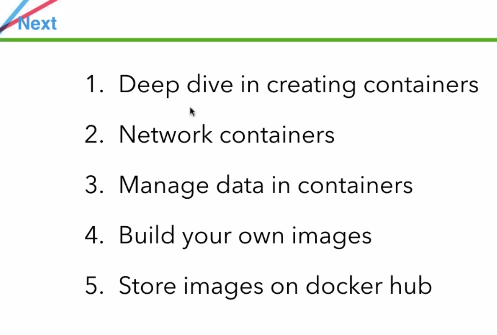 Next
1. Deep dive in creating containers
2. Network containers
3. Manage data in containers
4. Build your own images
5. Store images on docker hub